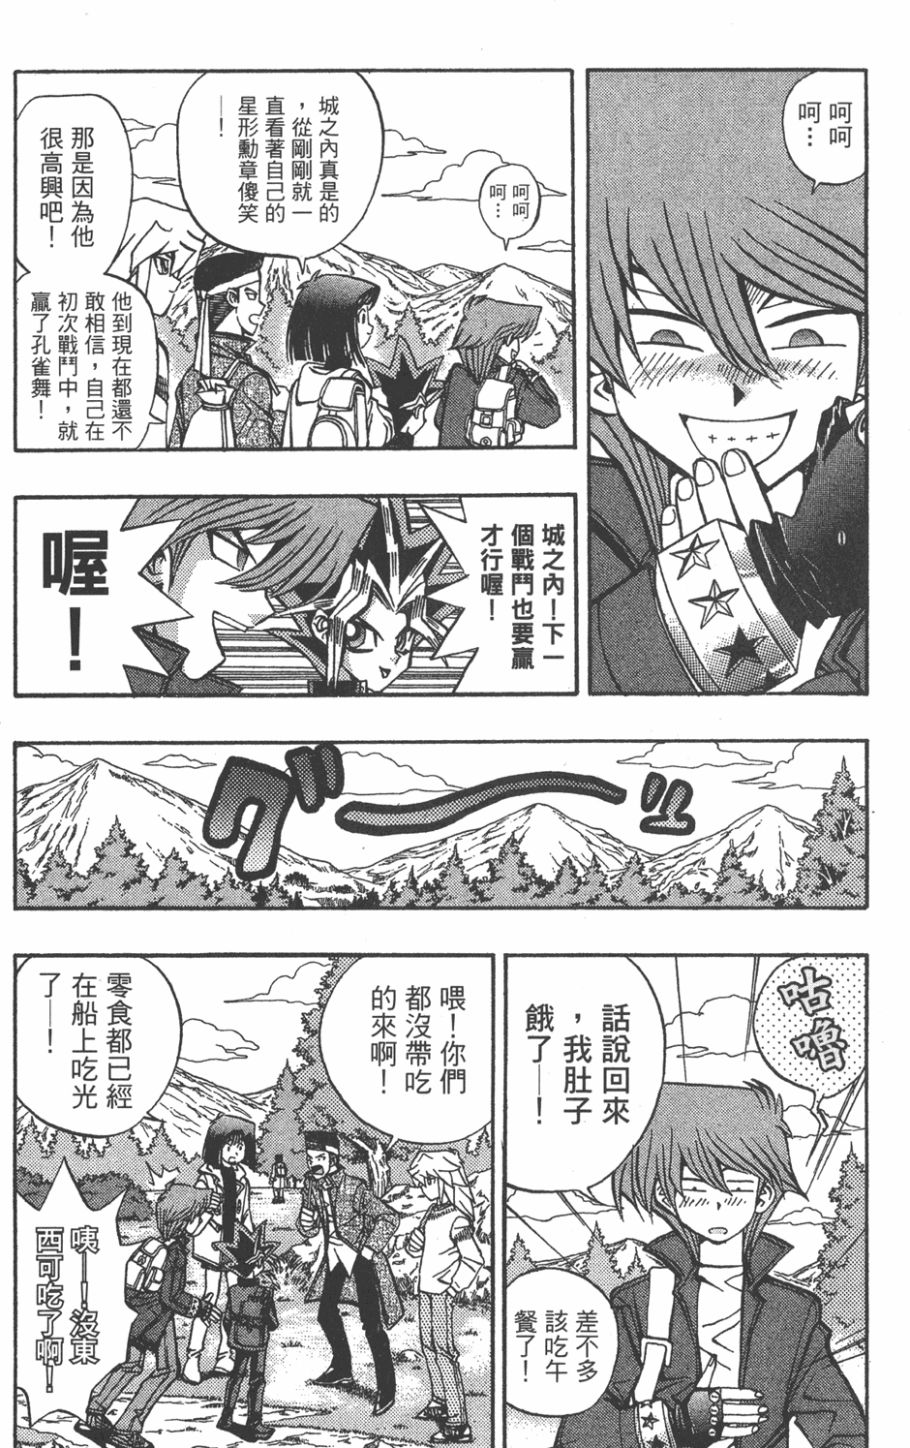 呵呵
呵…
城之內真是的
，從剛剛就一
直看著自己的
星形勳章傻笑
——！
呵呵
呵…
那是因為他
很高興吧！
他到現在都還不
敢相信，自己在
初次戰鬥中，就
贏了孔雀舞！
城之內！下一
個戰鬥也要贏
才行喔！
喔！
グ〜ッ
咕嚕
話說回來
，我肚子
餓了——！
差不多
該吃午
餐了！
喂！你們
都沒帶吃
的來啊！
零食都已經
在船上吃光
了——！
咦——！沒東
西可吃了啊！